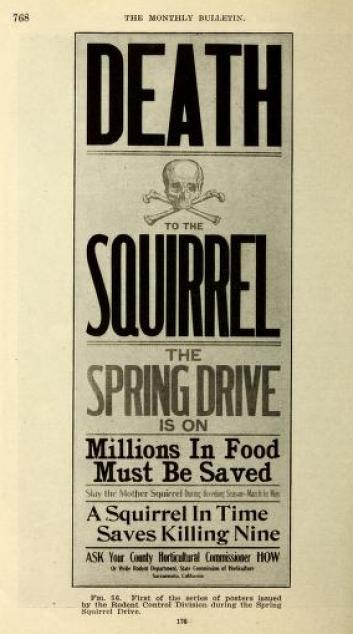 768
THE MONTHLY BULLETIN.
DEATH
TO THE
SQUIRREL
THE
SPRING DRIVE
IS ON
Millions In Food
Must Be Saved
Slay the Mother Squirrel During Breeding Season-March to May
A Squirrel In Time
Saves Killing Nine
ASK Your County Horticultural Commissioner HOW
Or Write Rodent Department, State Commission of Horticulture
Sacramento, California
FIG. 56. First of the series of posters issued
by the Rodent Control Division during the Spring
Squirrel Drive.
176